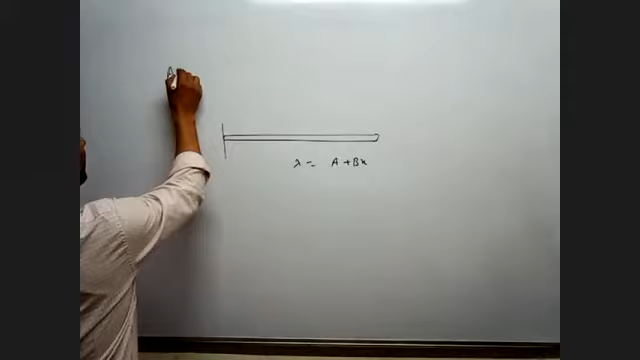 λ = A + Bx